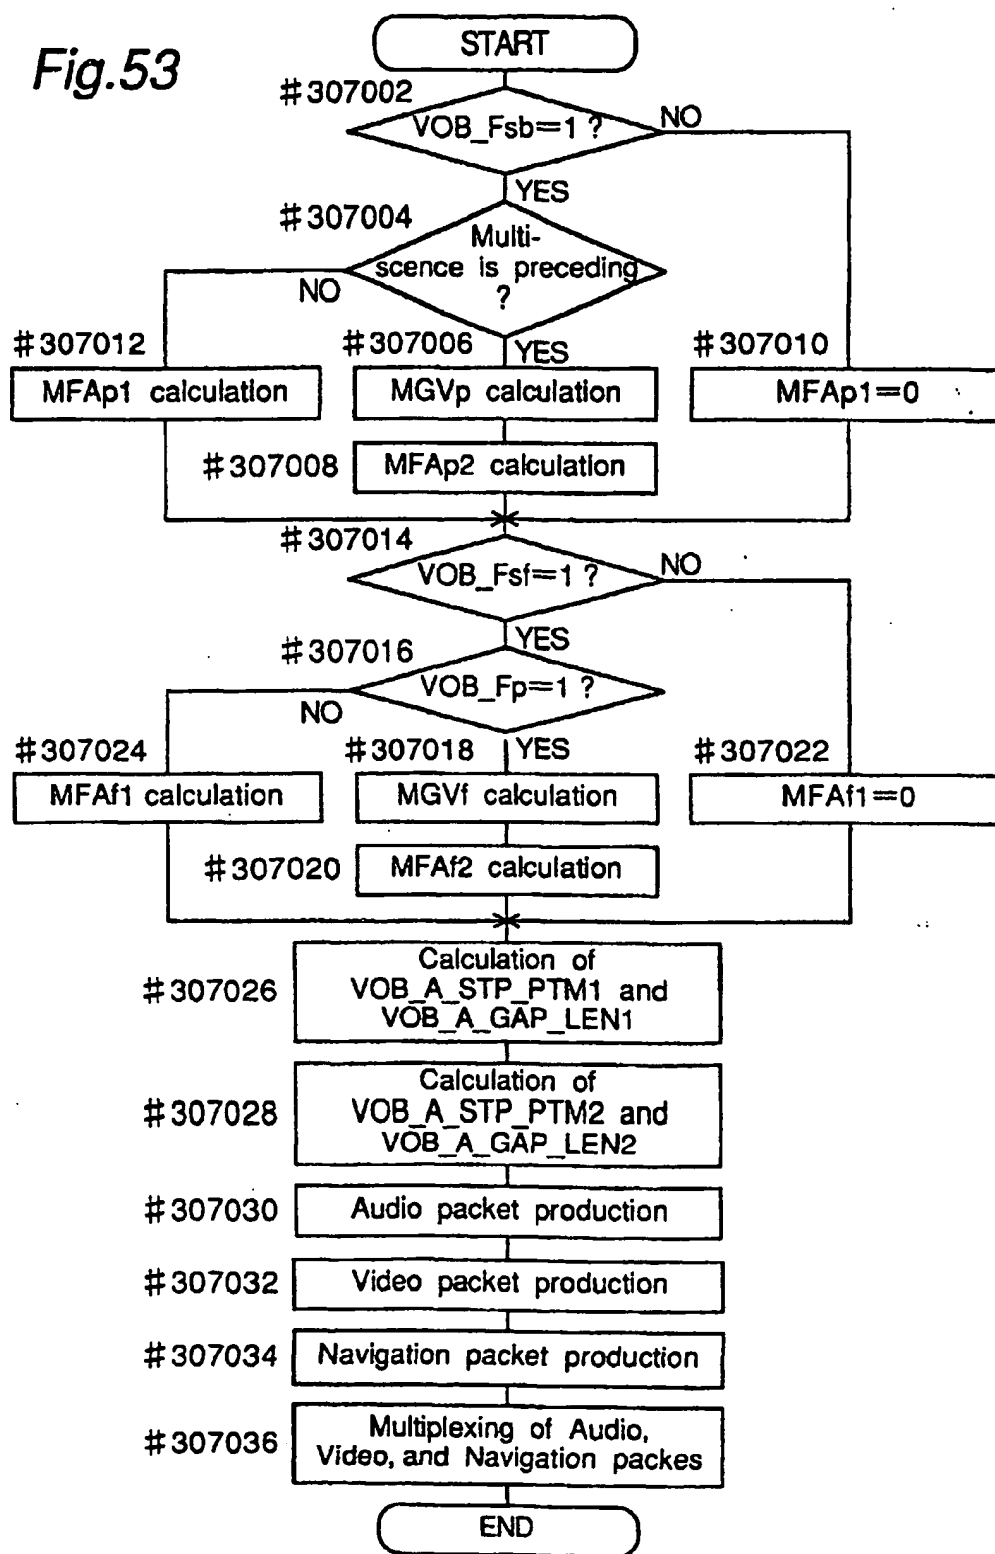 Fig.53
START
#307002
VOB_Fsb=1 ?
NO
YES
#307004
Multi-
scence is preceding
?
NO
YES
#307012
#307006
#307010
MFAp1 calculation
MGVp calculation
MFAp1=0
#307008
MFAp2 calculation
#307014
VOB_Fsf=1 ?
NO
YES
#307016
VOB_Fp=1 ?
NO
YES
#307024
#307018
#307022
MFAf1 calculation
MGVf calculation
MFAf1=0
#307020
MFAf2 calculation
#307026
Calculation of
VOB_A_STP_PTM1 and
VOB_A_GAP_LEN1
#307028
Calculation of
VOB_A_STP_PTM2 and
VOB_A_GAP_LEN2
#307030
Audio packet production
#307032
Video packet production
#307034
Navigation packet production
#307036
Multiplexing of Audio,
Video, and Navigation packes
END